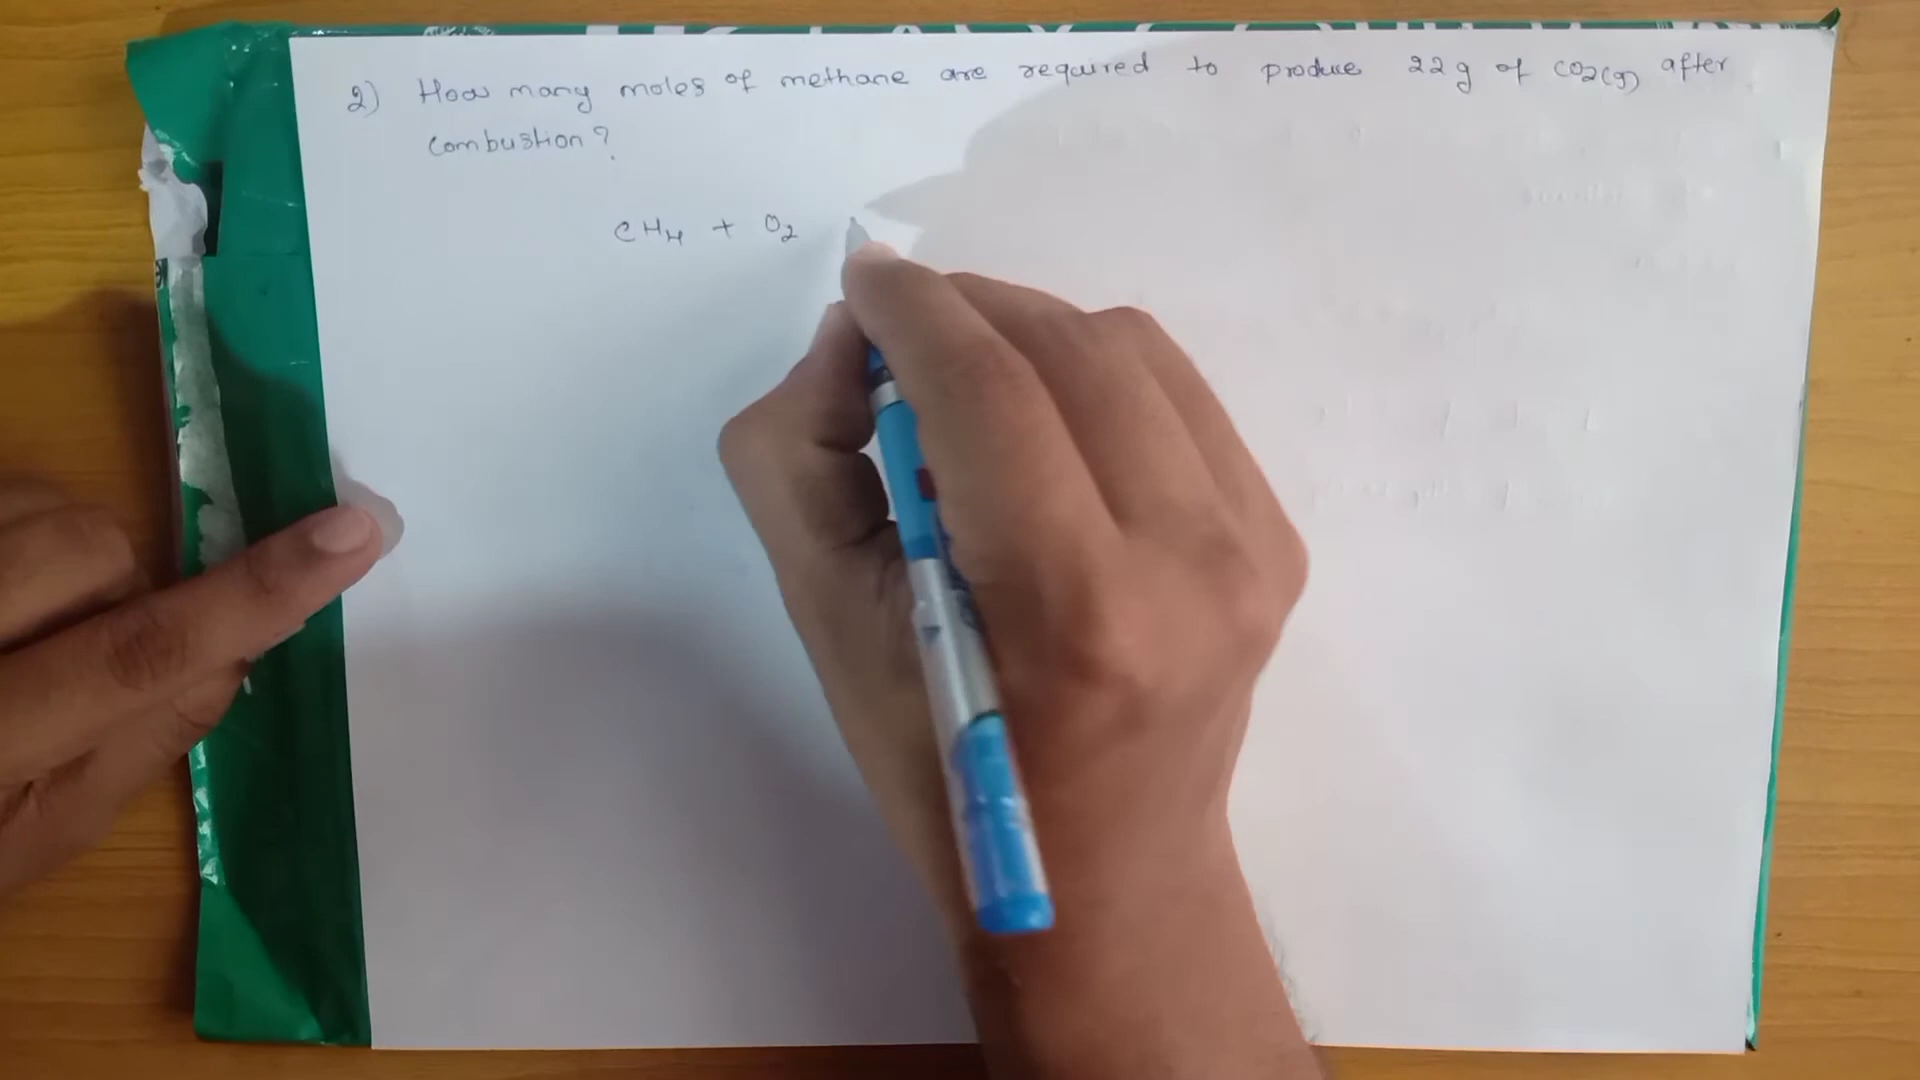 2) How many moles of methane are required to produce 22g of CO2(g) after
combustion?
CH4 + O2